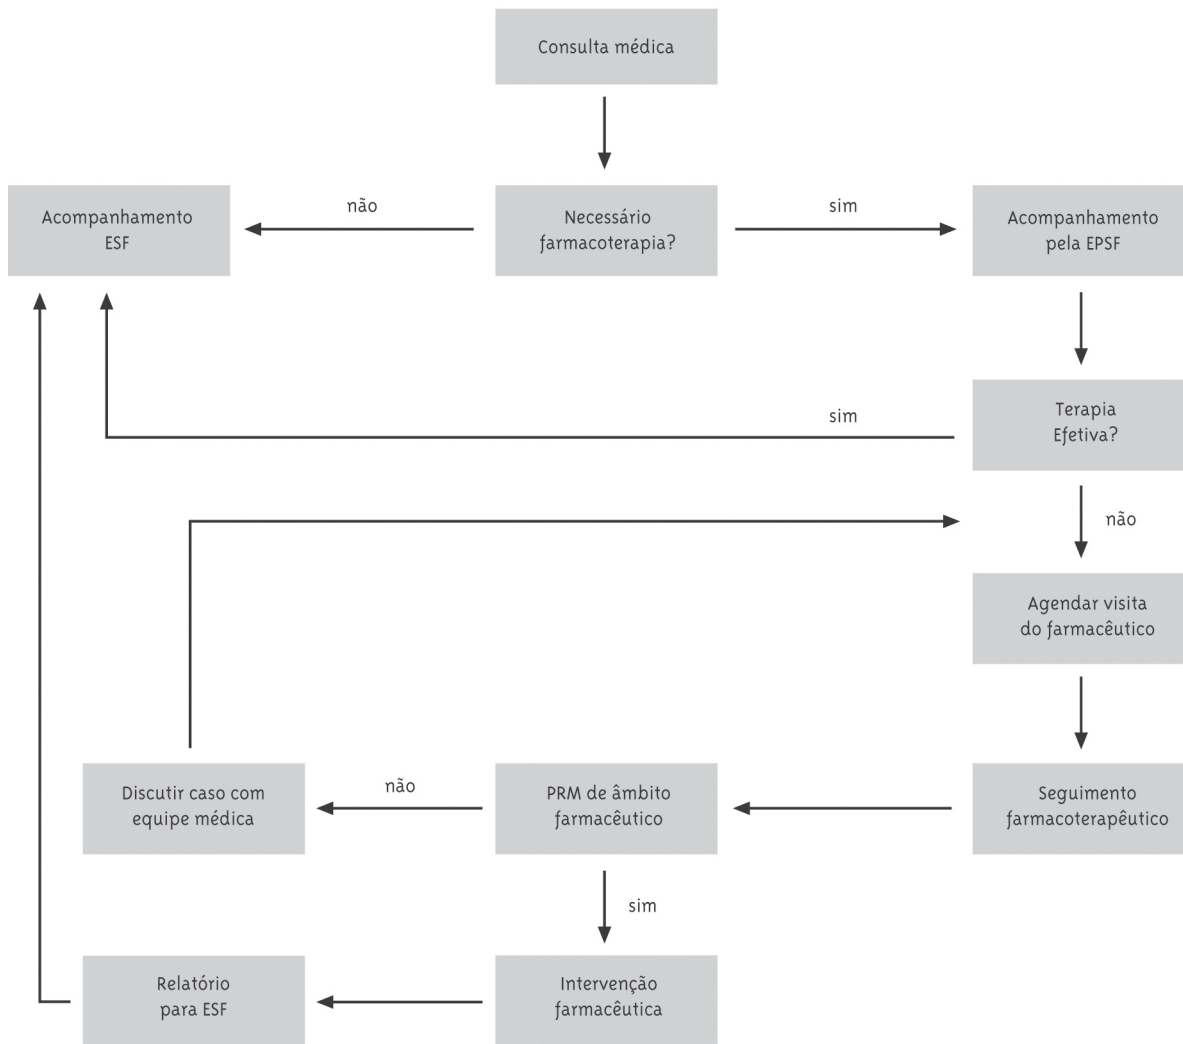 Consulta médica
Acompanhamento
ESF
não
Necessário
farmacoterapia?
sim
Acompanhamento
pela EPSF
sim
Terapia
Efetiva?
não
Agendar visita
do farmacêutico
Discutir caso com
equipe médica
não
PRM de âmbito
farmacêutico
Seguimento
farmacoterapêutico
sim
Relatório
para ESF
Intervenção
farmacêutica